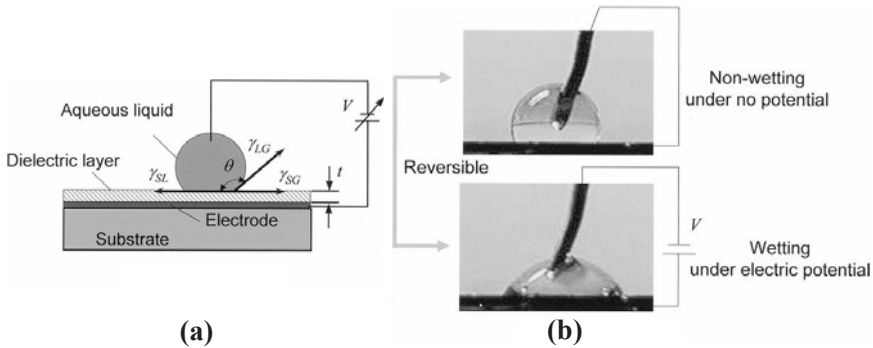 Aqueous liquid
V
γLG
θ
Dielectric layer
γSL
γSG
t
Electrode
Substrate
(a)
Reversible
Non-wetting
under no potential
V
Wetting
under electric potential
(b)